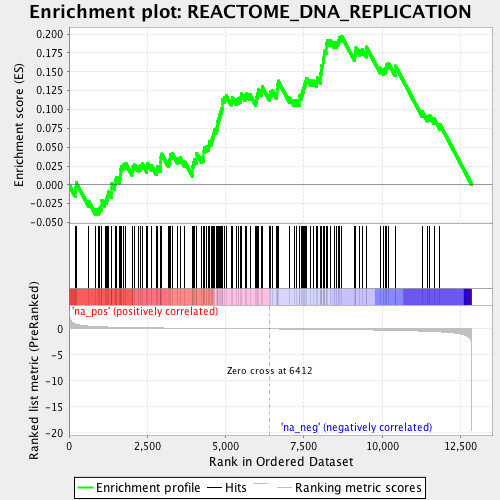 Enrichment plot: REACTOME_DNA_REPLICATION
Enrichment score (ES)
0.200
0.175
0.150
0.125
0.100
0.075
0.050
0.025
0.000
-0.025
-0.050
'na_pos' (positively correlated)
Ranked list metric (PreRanked)
0
-5
-10
-15
-20
Zero cross at 6412
'na_neg' (negatively correlated)
0 2,500 5,000 7,500 10,000 12,500
Rank in Ordered Dataset
Enrichment profile Hits Ranking metric scores